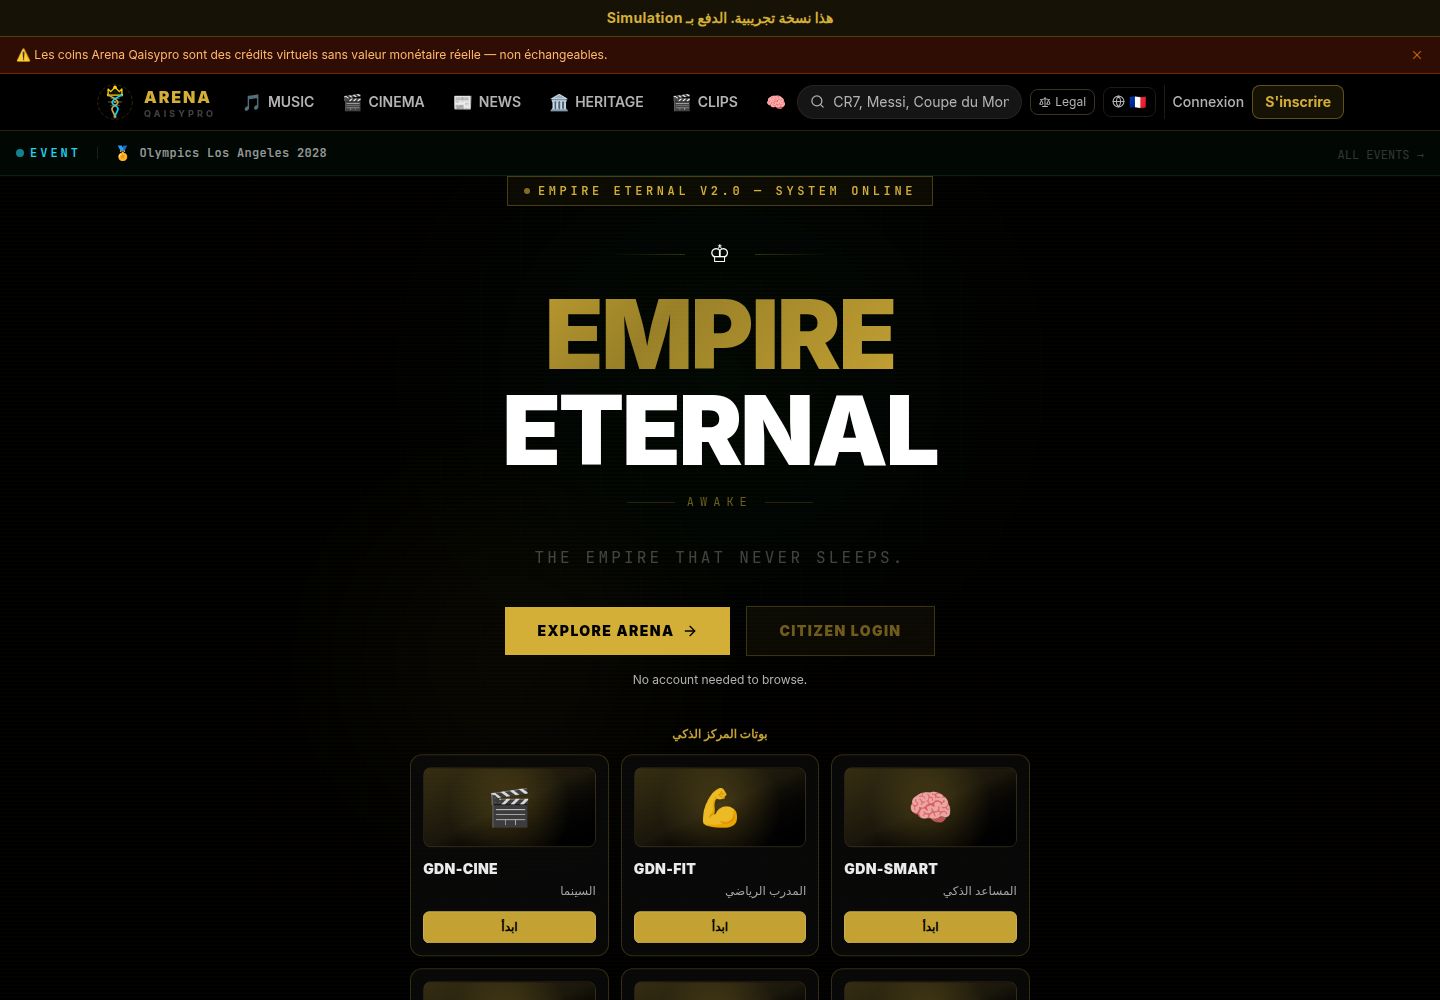 هذا نسخة تجريبية. الدفع بـ Simulation
⚠️ Les coins Arena Qaisypro sont des crédits virtuels sans valeur monétaire réelle — non échangeables.
ARENA
QAISYPRO
MUSIC
CINEMA
NEWS
HERITAGE
CLIPS
CR7, Messi, Coupe du Mor
Legal
Connexion
S'inscrire
EVENT
Olympics Los Angeles 2028
ALL EVENTS →
EMPIRE ETERNAL V2.0 — SYSTEM ONLINE
EMPIRE
ETERNAL
AWAKE
THE EMPIRE THAT NEVER SLEEPS.
EXPLORE ARENA →
CITIZEN LOGIN
No account needed to browse.
بوتات المركز الذكي
GDN-CINE
السينما
ابدأ
GDN-FIT
المدرب الرياضي
ابدأ
GDN-SMART
المساعد الذكي
ابدأ